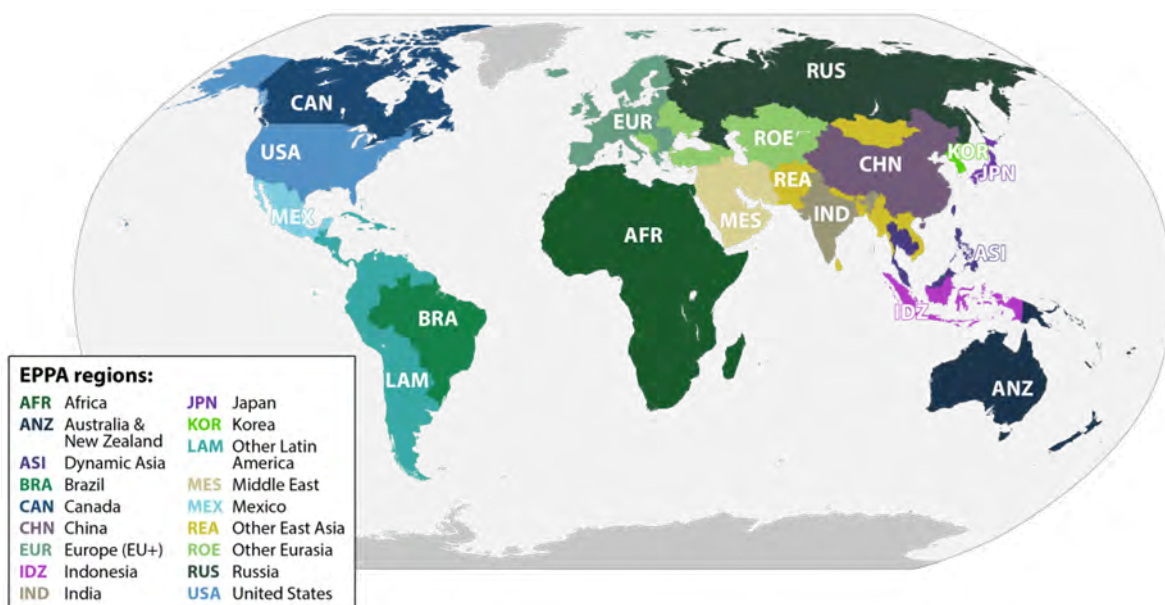 RUS
CAN
EUR
ROE
USA
KOR
CHN
JPN
REA
MEX
MES
IND
AFR
ASI
IDZ
BRA
LAM
ANZ
EPPA regions:
AFR Africa
ANZ Australia &
New Zealand
ASI Dynamic Asia
BRA Brazil
CAN Canada
CHN China
EUR Europe (EU+)
IDZ Indonesia
IND India
JPN Japan
KOR Korea
LAM Other Latin
America
MES Middle East
MEX Mexico
REA Other East Asia
ROE Other Eurasia
RUS Russia
USA United States